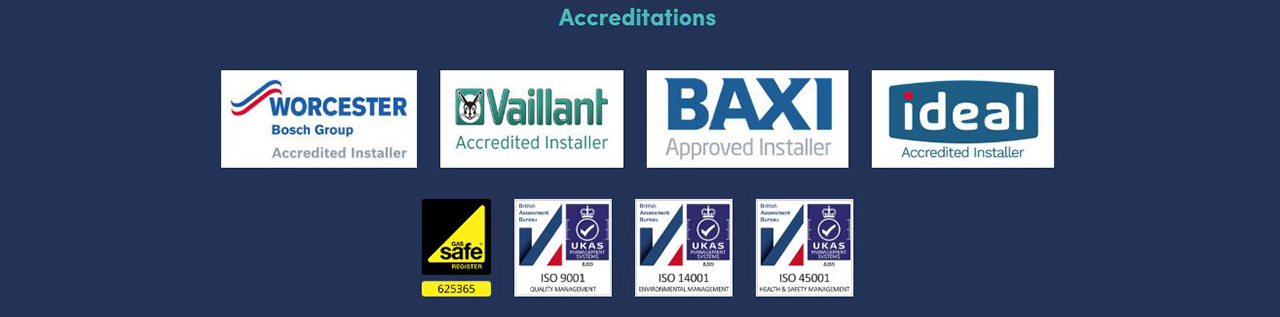 Accreditations
WORCESTER
Bosch Group
Accredited Installer
Vaillant
Accredited Installer
BAXI
Approved Installer
ideal
Accredited Installer
GAS
safe
REGISTER
625365
British
Assessment
Bureau
UKAS
MANAGEMENT
SYSTEMS
8289
ISO 9001
QUALITY MANAGEMENT
British
Assessment
Bureau
UKAS
MANAGEMENT
SYSTEMS
8289
ISO 14001
ENVIRONMENTAL MANAGEMENT
British
Assessment
Bureau
UKAS
MANAGEMENT
SYSTEMS
8289
ISO 45001
HEALTH & SAFETY MANAGEMENT